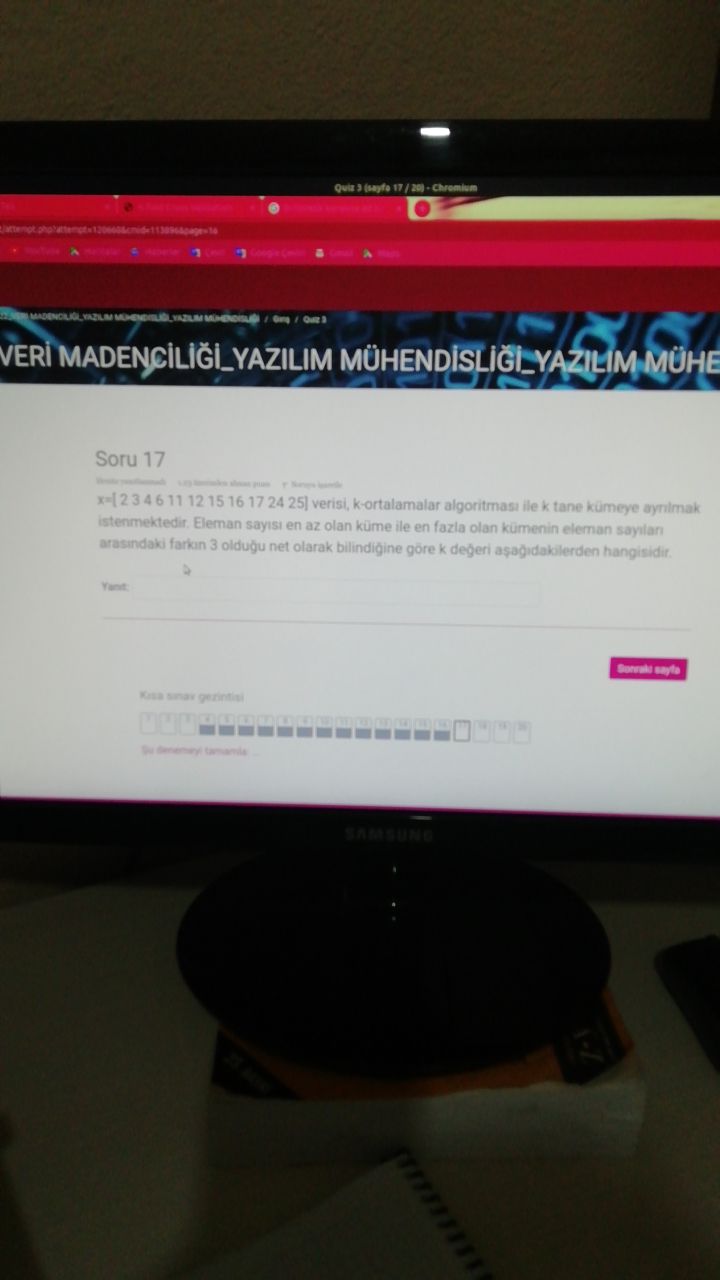 Quiz 3 (sayfa 17 / 20) - Chromium
/attempt.php?attempt=120668&cmid=113896&page=16
YouTube Haritalar Haberler Çeviri Google Çeviri Gmail Maps
22_VERİ MADENCİLİĞİ_YAZILIM MÜHENDİSLİĞİ_YAZILIM MÜHENDİSLİĞİ / Giriş / Quiz 3
VERİ MADENCİLİĞİ_YAZILIM MÜHENDİSLİĞİ_YAZILIM MÜHE
Soru 17
Henüz yanıtlanmadı 1,25 üzerinden alınan puan Soruyu işaretle
x=[ 2 3 4 6 11 12 15 16 17 24 25] verisi, k-ortalamalar algoritması ile k tane kümeye ayrılmak
istenmektedir. Eleman sayısı en az olan küme ile en fazla olan kümenin eleman sayıları
arasındaki farkın 3 olduğu net olarak bilindiğine göre k değeri aşağıdakilerden hangisidir.
Yanıt:
Sonraki sayfa
Kısa sınav gezintisi
1 2 3 4 5 6 7 8 9 10 11 12 13 14 15 16 17 18 19 20
Şu denemeyi tamamla ...
SAMSUNG